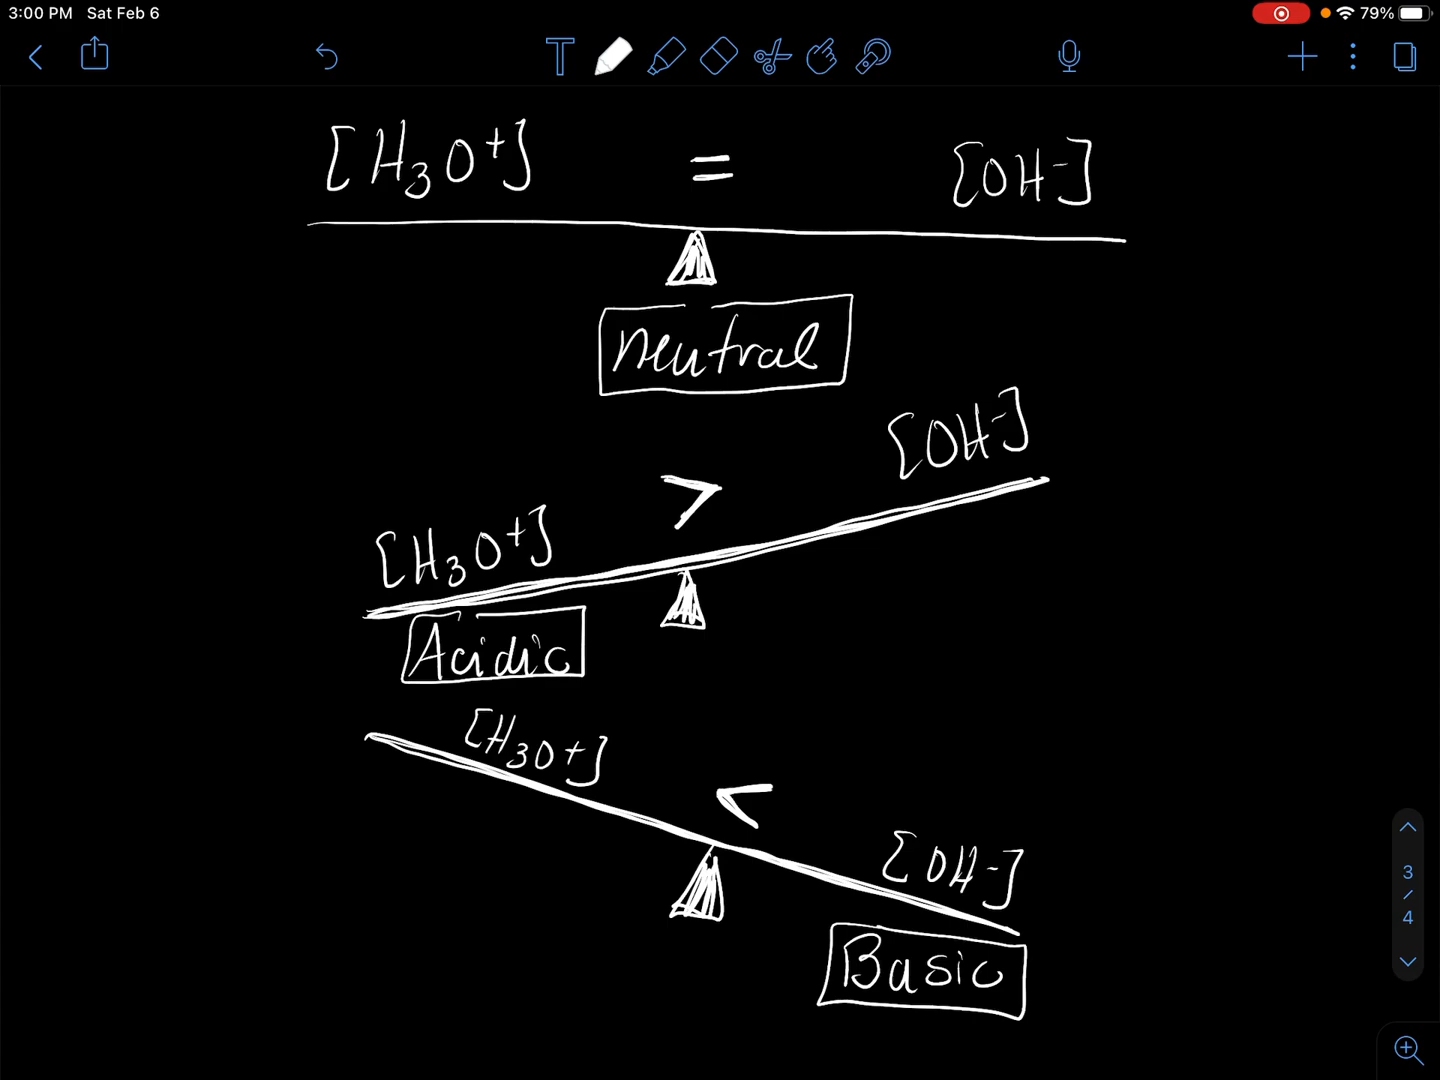 3:00 PM Sat Feb 6
79%
T
[H3O+] = [OH-]
neutral
[OH-]
>
[H3O+]
Acidic
[H3O+]
<
[OH-]
Basic
3
/
4